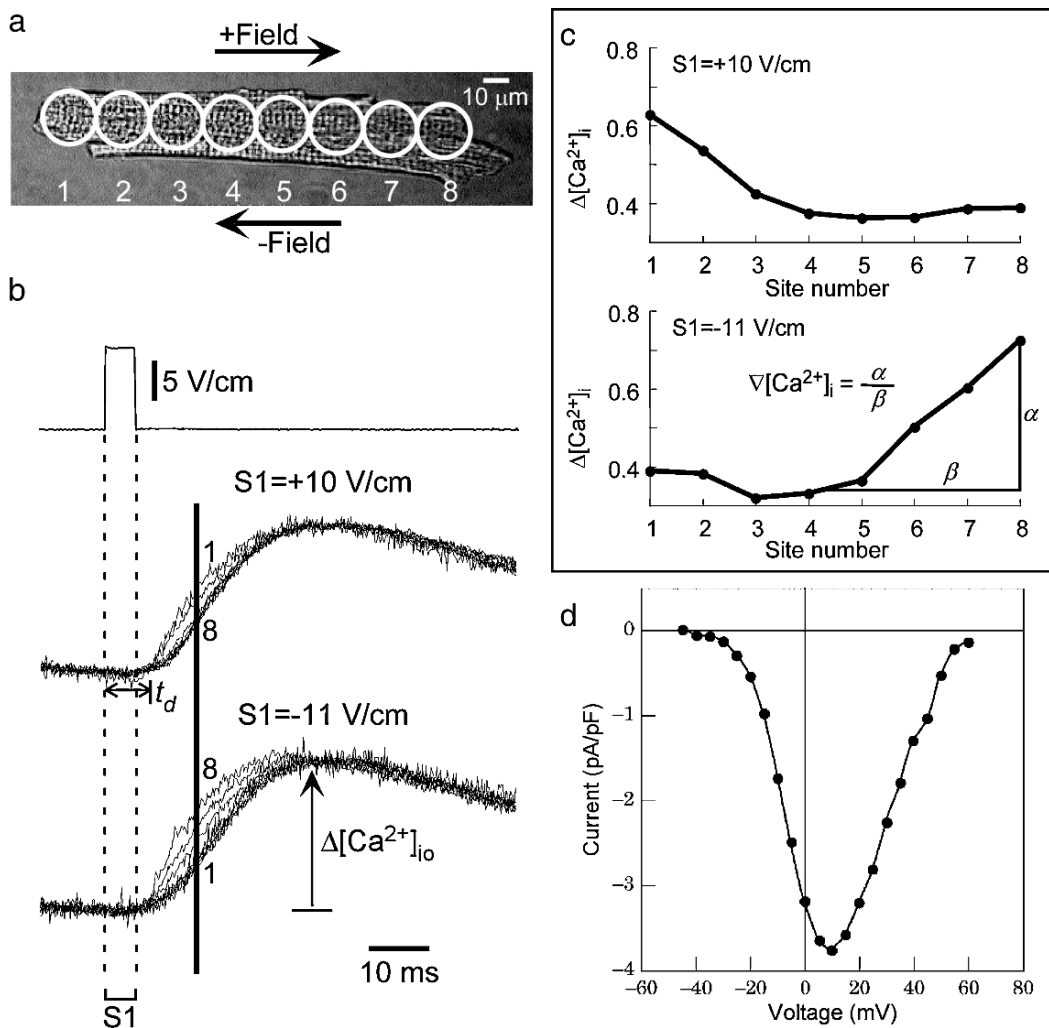 a
+Field
10 μm
1 2 3 4 5 6 7 8
-Field
b
5 V/cm
S1=+10 V/cm
1
8
t_d
S1=-11 V/cm
8
1
Δ[Ca²⁺]_io
10 ms
S1
c
0.8
S1=+10 V/cm
0.6
0.4
Δ[Ca²⁺]_i
1 2 3 4 5 6 7 8
Site number
0.8
S1=-11 V/cm
∇[Ca²⁺]_i = α/β
0.6
0.4
α
β
Δ[Ca²⁺]_i
1 2 3 4 5 6 7 8
Site number
d
0
−1
−2
−3
−4
Current (pA/pF)
−60 −40 −20 0 20 40 60 80
Voltage (mV)